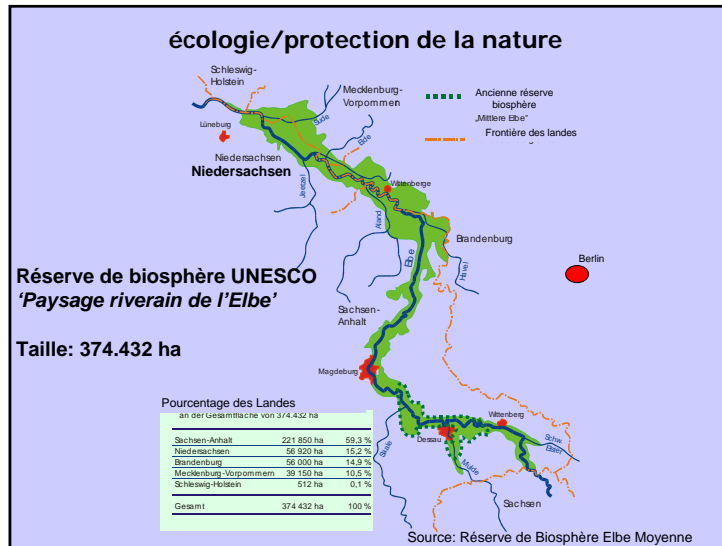 écologie/protection de la nature
Schleswig-
Holstein
Mecklenburg-
Vorpommen
Ancienne réserve
biosphère
„Mittlere Elbe"
Frontière des landes
Lüneburg
Sude
Elde
Niedersachsen
Niedersachsen
Jeetzel
Wittenberge
Aland
Elbe
Brandenburg
Havel
Berlin
Réserve de biosphère UNESCO
‘Paysage riverain de l’Elbe’
Sachsen-
Anhalt
Taille: 374.432 ha
Magdeburg
Pourcentage des Landes
an der Gesamtfläche von 374.432 ha
Sachsen-Anhalt 221 850 ha 59,3 %
Niedersachsen 56 920 ha 15,2 %
Brandenburg 56 000 ha 14,9 %
Mecklenburg-Vorpommern 39 150 ha 10,5 %
Schleswig-Holstein 512 ha 0,1 %
Gesamt 374 432 ha 100 %
Wittenberg
Dessau
Saale
Mulde
Schw.
Elster
Sachsen
Source: Réserve de Biosphère Elbe Moyenne